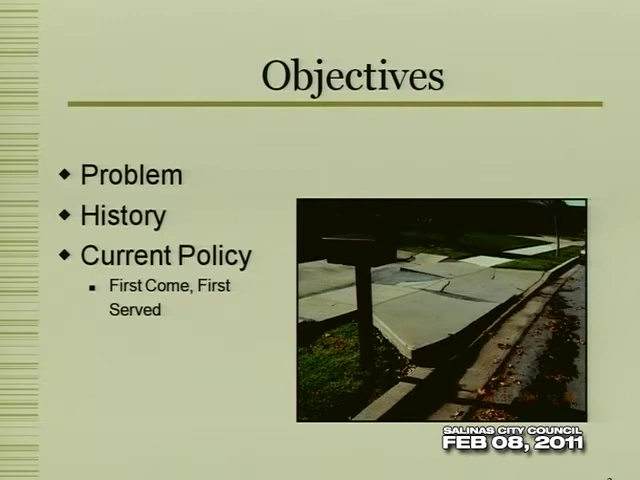 Objectives
Problem
History
Current Policy
First Come, First
Served
SALINAS CITY COUNCIL
FEB 08, 2011